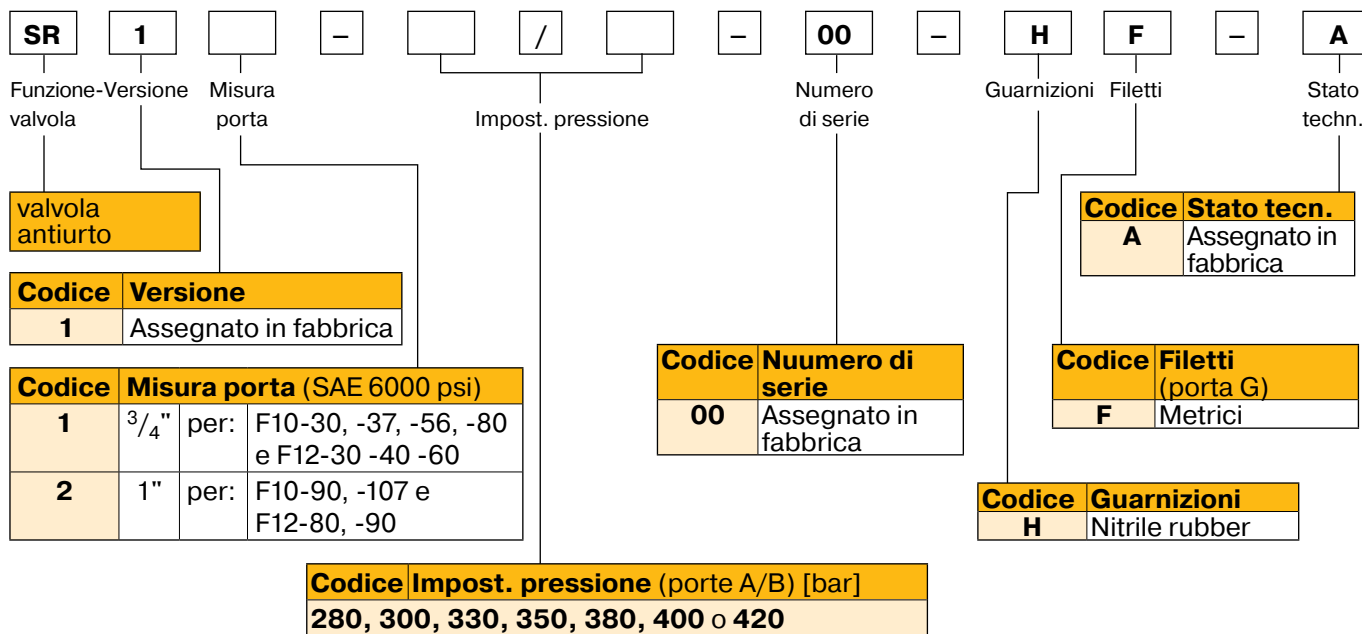 SR 1 – / – 00 – H F – A
Funzione-Versione Misura Numero Guarnizioni Filetti Stato
valvola porta Impost. pressione di serie techn.
valvola
antiurto
Codice Stato tecn.
A Assegnato in
fabbrica
Codice Versione
1 Assegnato in fabbrica
Codice Nuumero di
serie
00 Assegnato in
fabbrica
Codice Filetti
(porta G)
F Metrici
Codice Misura porta (SAE 6000 psi)
1 3/4" per: F10-30, -37, -56, -80
e F12-30 -40 -60
2 1" per: F10-90, -107 e
F12-80, -90
Codice Guarnizioni
H Nitrile rubber
Codice Impost. pressione (porte A/B) [bar]
280, 300, 330, 350, 380, 400 o 420